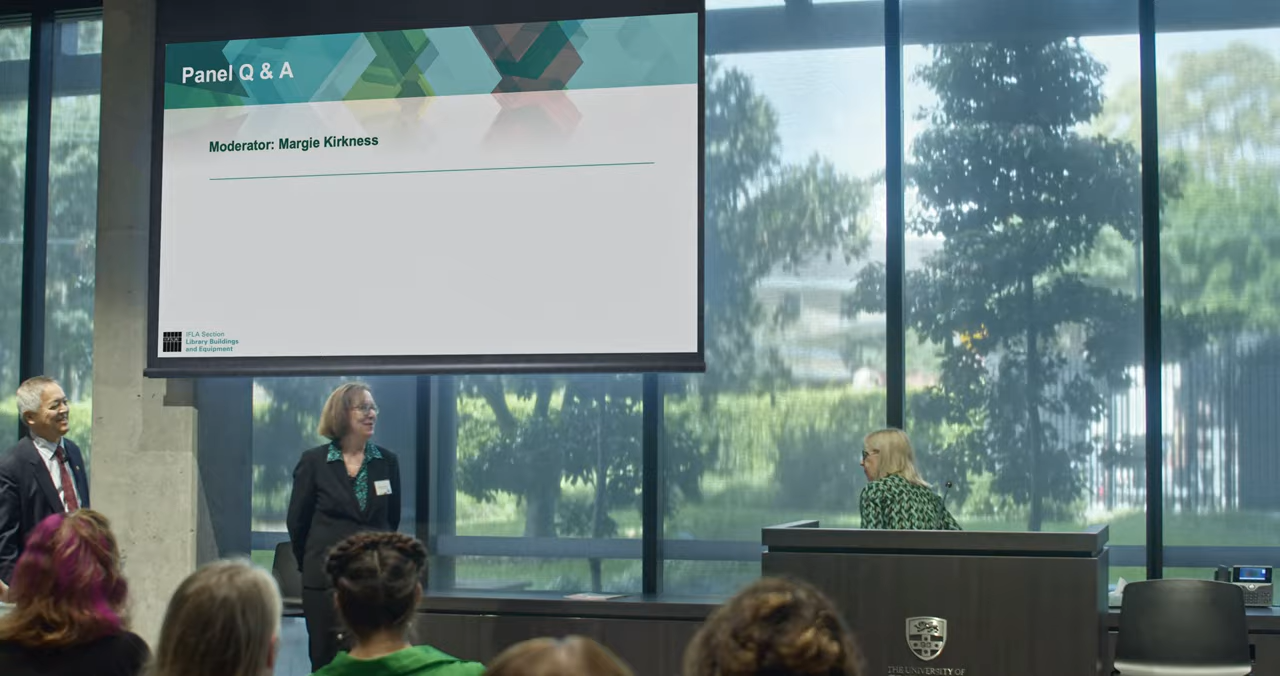 Panel Q & A
Moderator: Margie Kirkness
IFLA Section
Library Buildings
and Equipment
THE UNIVERSITY OF